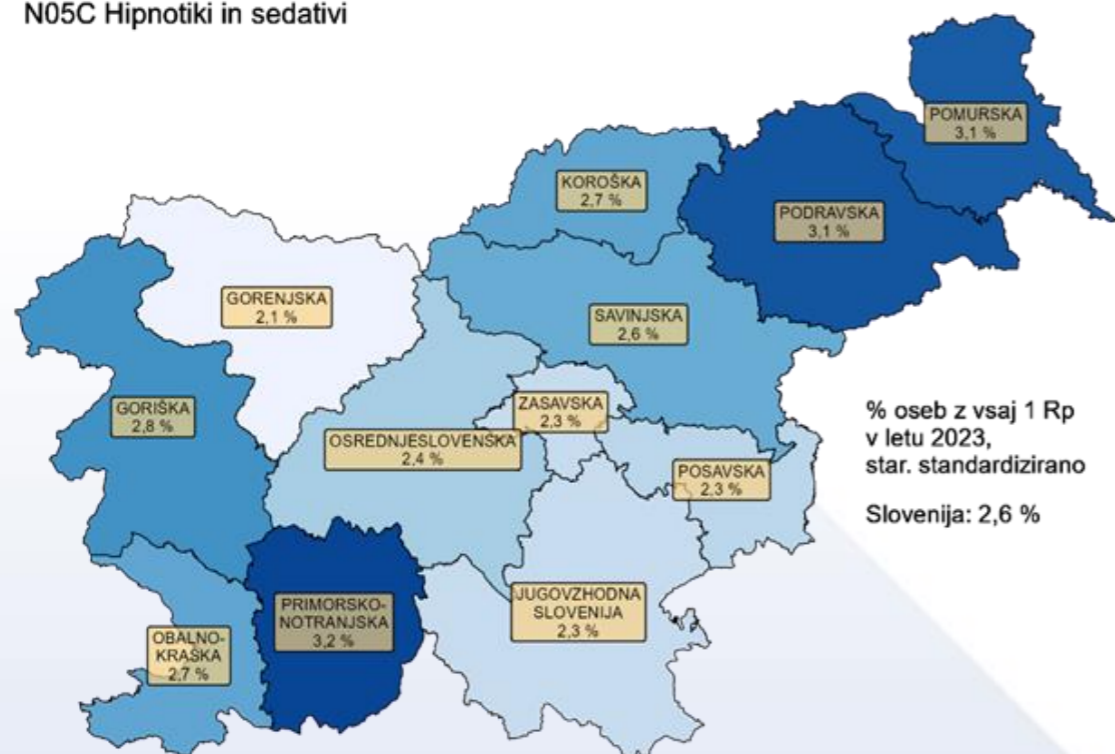 N05C Hipnotiki in sedativi
POMURSKA
3,1 %
KOROŠKA
2,7 %
PODRAVSKA
3,1 %
GORENJSKA
2,1 %
SAVINJSKA
2,6 %
GORIŠKA
2,8 %
ZASAVSKA
2,3 %
OSREDNJESLOVENSKA
2,4 %
POSAVSKA
2,3 %
% oseb z vsaj 1 Rp
v letu 2023,
star. standardizirano
Slovenija: 2,6 %
PRIMORSKO-
NOTRANJSKA
3,2 %
JUGOVZHODNA
SLOVENIJA
2,3 %
OBALNO-
KRAŠKA
2,7 %